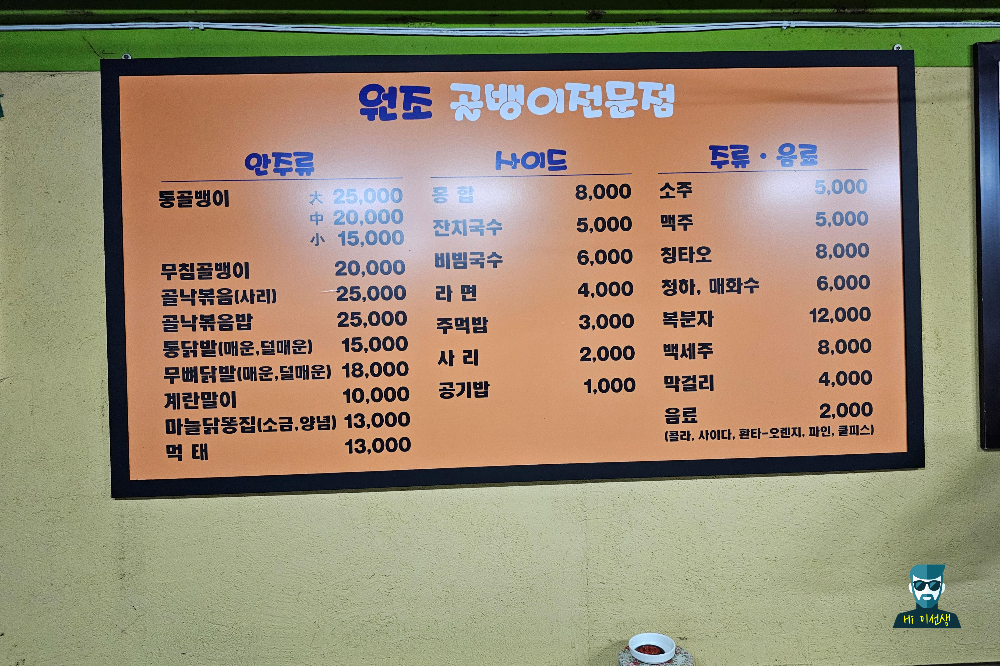 원조 골뱅이전문점
안주류
통골뱅이 大 25,000
中 20,000
小 15,000
무침골뱅이 20,000
골낙볶음(사리) 25,000
골낙볶음밥 25,000
통닭발(매운,덜매운) 15,000
무뼈닭발(매운,덜매운) 18,000
계란말이 10,000
마늘닭똥집(소금,양념) 13,000
먹 태 13,000
사이드
홍 합 8,000
잔치국수 5,000
비빔국수 6,000
라 면 4,000
주먹밥 3,000
사 리 2,000
공기밥 1,000
주류 · 음료
소주 5,000
맥주 5,000
칭타오 8,000
청하, 매화수 6,000
복분자 12,000
백세주 8,000
막걸리 4,000
음료 2,000
(콜라, 사이다, 환타-오렌지, 파인, 쿨피스)
Hi 이선생